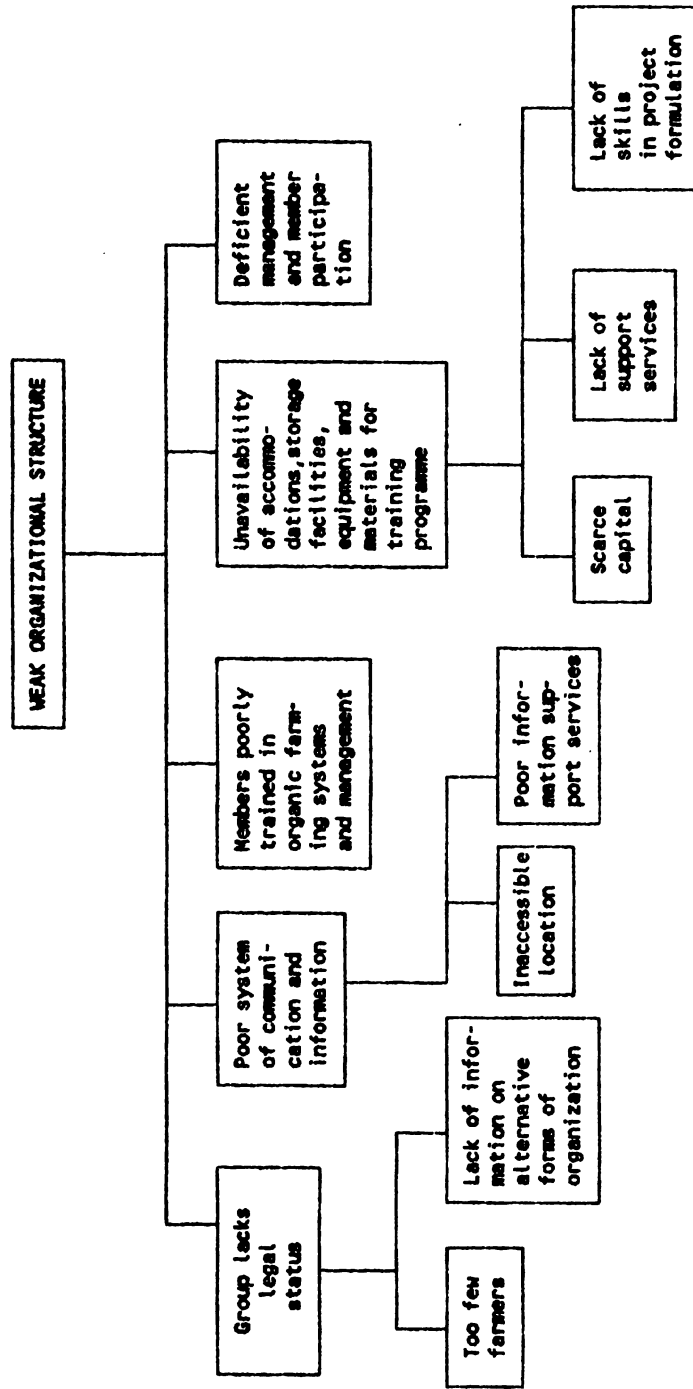 WEAK ORGANIZATIONAL STRUCTURE
Group lacks
legal
status
Poor system
of communi-
cation and
information
Members poorly
trained in
organic farm-
ing systems
and management
Unavailability
of accommo-
dations,storage
facilities,
equipment and
materials for
training
programme
Deficient
management
and member
participa-
tion
Too few
farmers
Lack of infor-
mation on
alternative
forms of
organization
Inaccessible
location
Poor infor-
mation sup-
port services
Scarce
capital
Lack of
support
services
Lack of
skills
in project
formulation